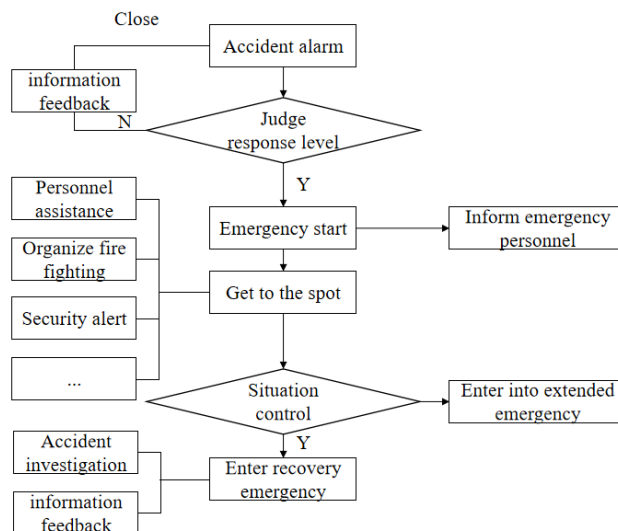 Close
Accident alarm
information
feedback
N
Judge
response level
Y
Personnel
assistance
Emergency start
Inform emergency
personnel
Organize fire
fighting
Get to the spot
Security alert
...
Situation
control
Enter into extended
emergency
Y
Accident
investigation
Enter recovery
emergency
information
feedback